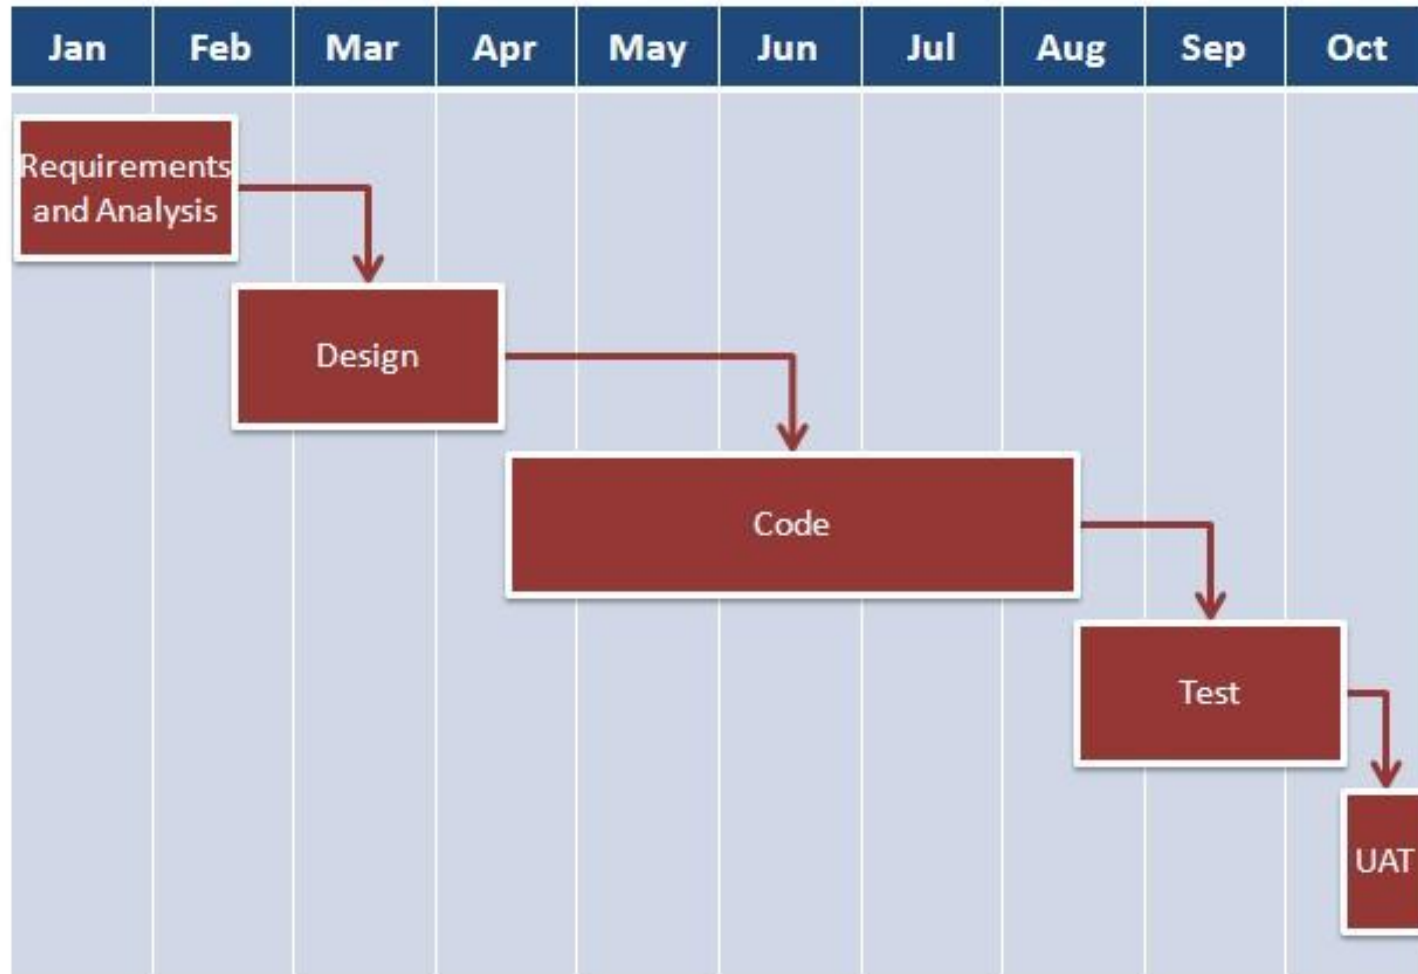 Jan Feb Mar Apr May Jun Jul Aug Sep Oct
Requirements
and Analysis
Design
Code
Test
UAT